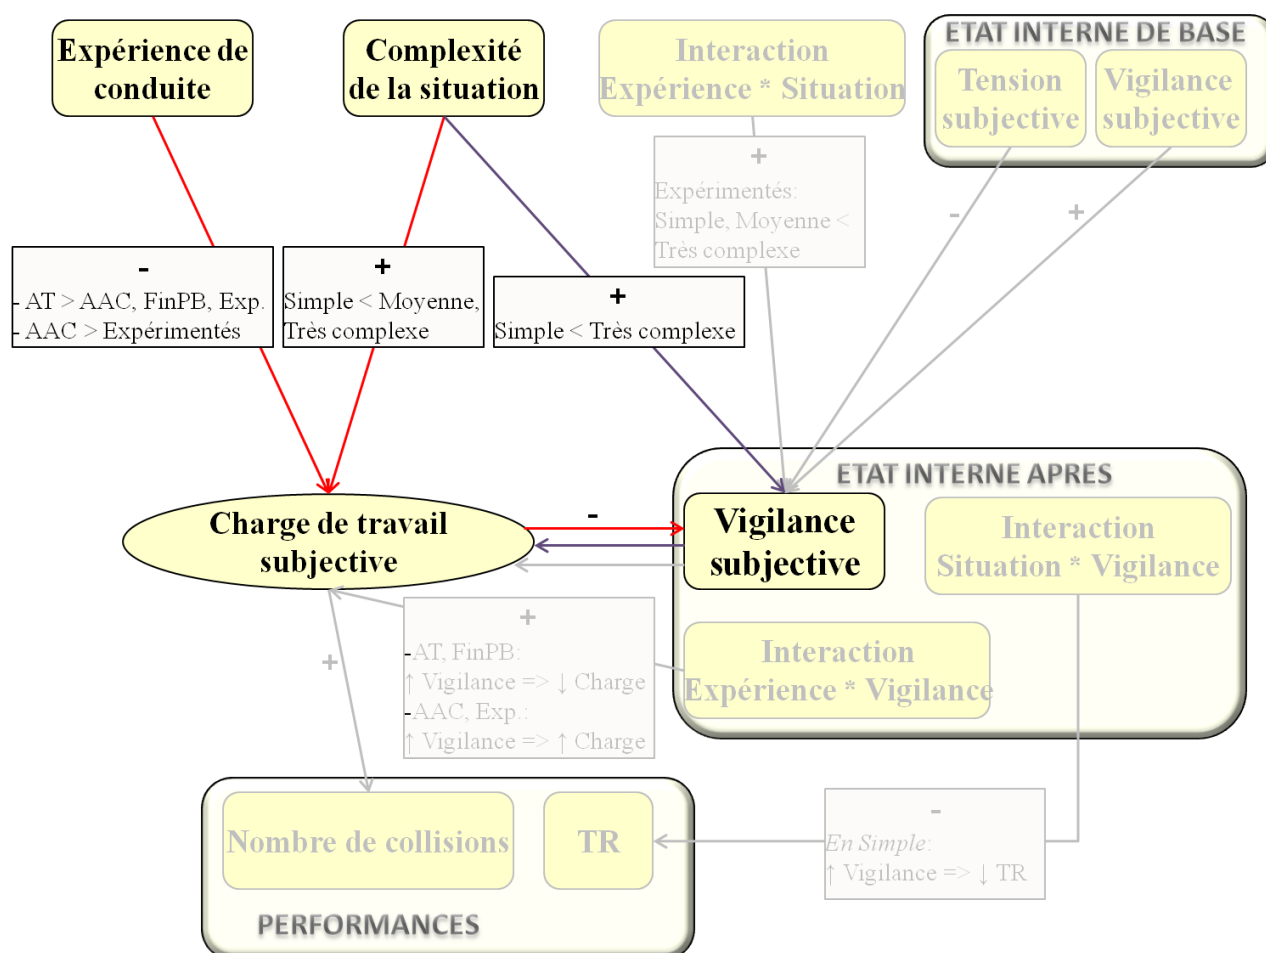 Expérience de
conduite
Complexité
de la situation
Interaction
Expérience * Situation
ETAT INTERNE DE BASE
Tension
subjective
Vigilance
subjective
-
- AT > AAC, FinPB, Exp.
- AAC > Expérimentés
+
Simple < Moyenne,
Très complexe
+
Simple < Très complexe
+
Expérimentés:
Simple, Moyenne <
Très complexe
-
+
ETAT INTERNE APRES
Charge de travail
subjective
-
Vigilance
subjective
Interaction
Situation * Vigilance
Interaction
Expérience * Vigilance
+
-AT, FinPB:
↑ Vigilance => ↓ Charge
-AAC, Exp.:
↑ Vigilance => ↑ Charge
+
Nombre de collisions
TR
PERFORMANCES
-
En Simple:
↑ Vigilance => ↓ TR